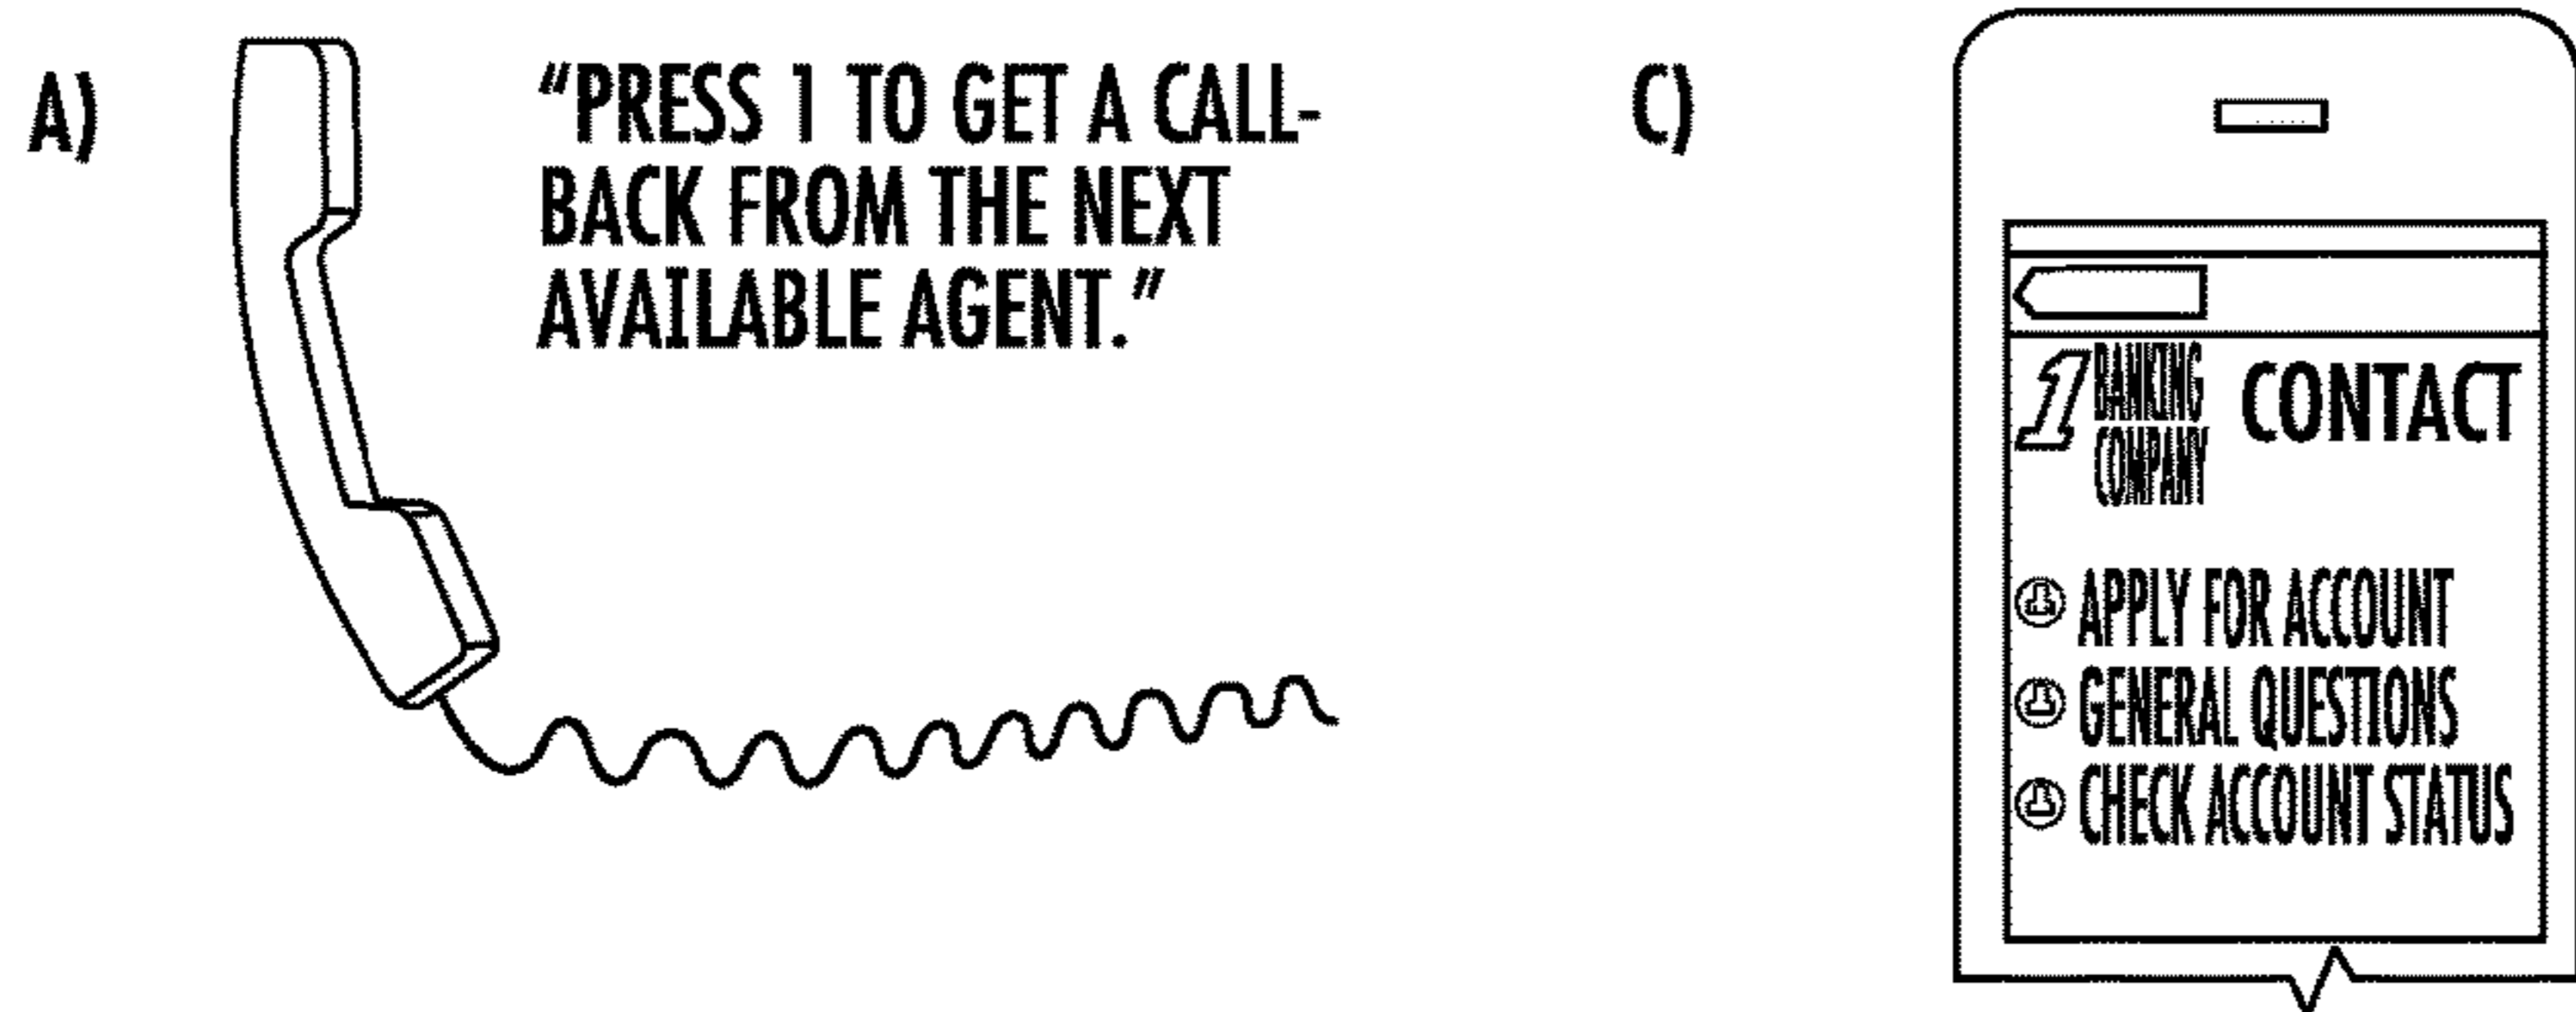 A)
"PRESS 1 TO GET A CALL-
BACK FROM THE NEXT
AVAILABLE AGENT."
C)
1 BANKING
COMPANY
CONTACT
APPLY FOR ACCOUNT
GENERAL QUESTIONS
CHECK ACCOUNT STATUS